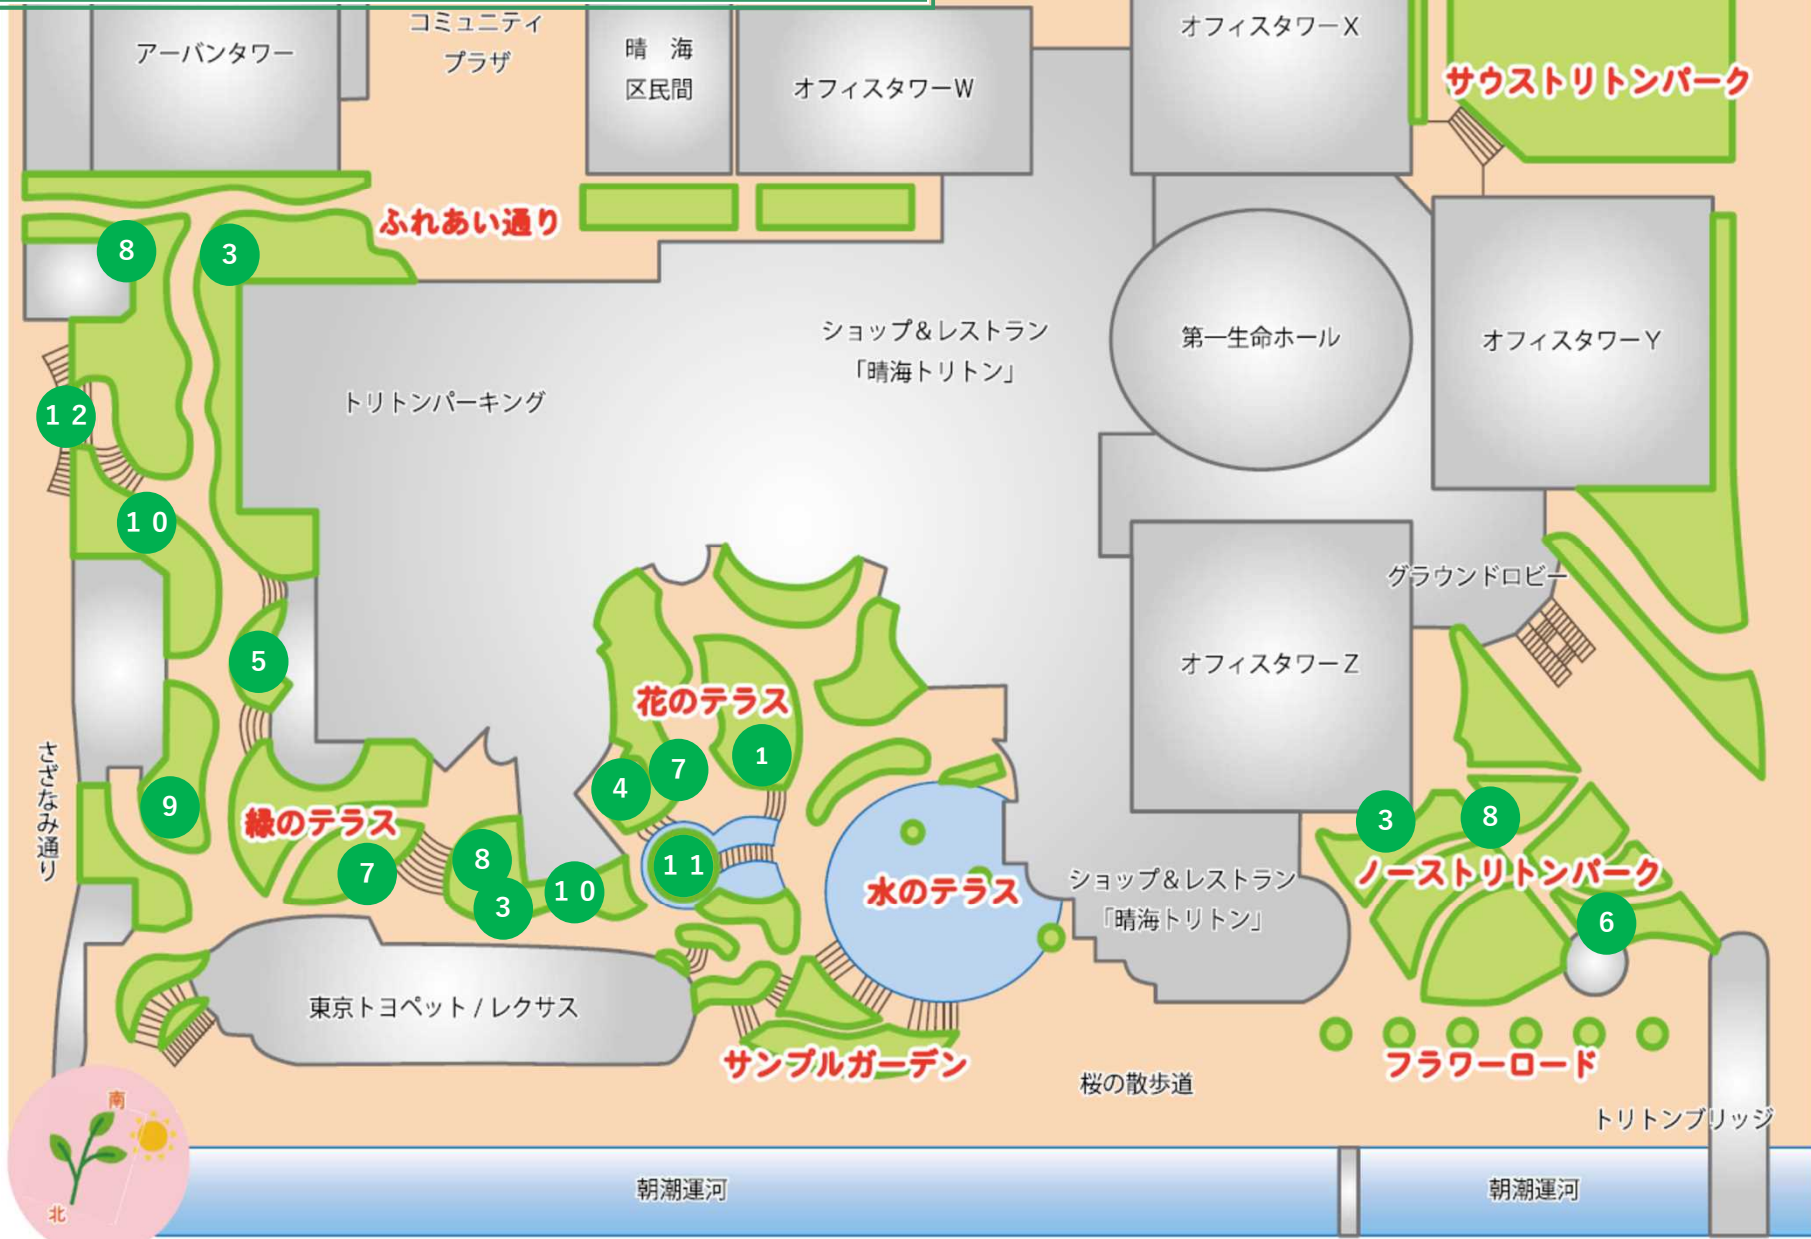 コミュニティ
プラザ
アーバンタワー
晴 海
区民間
オフィスタワーW
オフィスタワーX
サウストリトンパーク
ふれあい通り
8
3
ショップ＆レストラン
「晴海トリトン」
第一生命ホール
オフィスタワーY
トリトンパーキング
12
10
グラウンドロビー
5
オフィスタワーZ
花のテラス
1
7
4
さざなみ通り
9
緑のテラス
7
8
3
10
11
水のテラス
ショップ＆レストラン
「晴海トリトン」
3
8
ノーストリトンパーク
6
東京トヨペット / レクサス
サンプルガーデン
フラワーロード
桜の散歩道
トリトンブリッジ
南
北
朝潮運河
朝潮運河